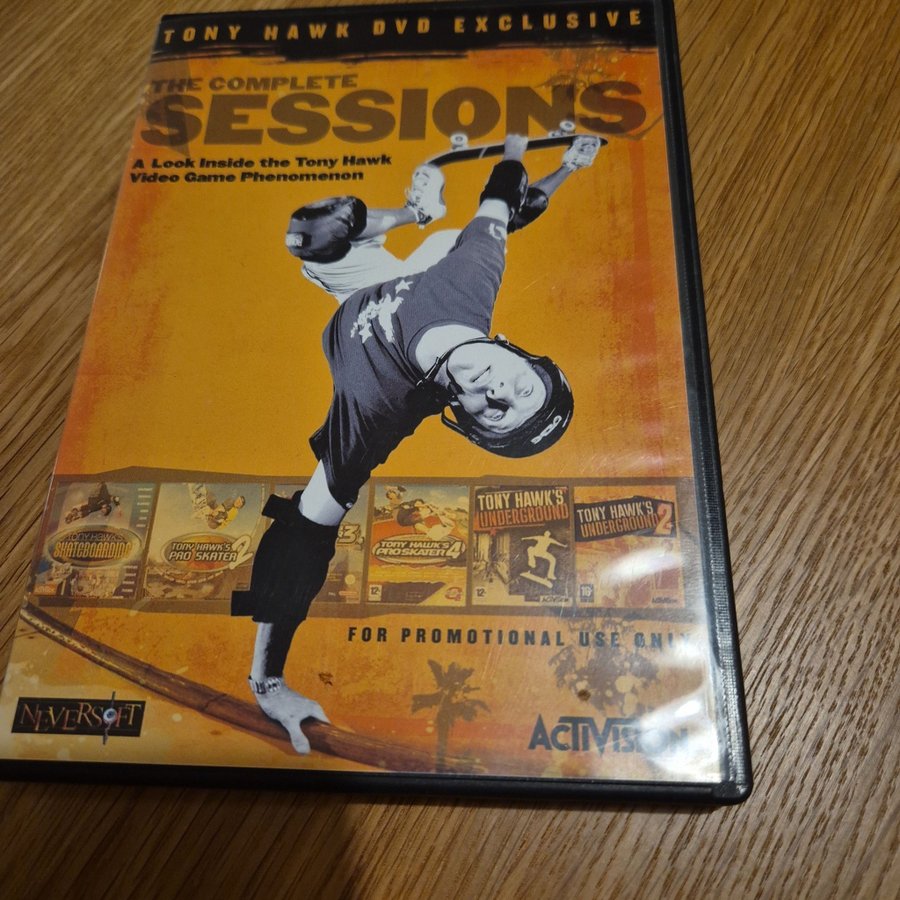 TONY HAWK DVD EXCLUSIVE
THE COMPLETE
SESSIONS
A Look Inside the Tony Hawk
Video Game Phenomenon
TONY HAWK'S
SKATEBOARDING
TONY HAWK'S
PRO SKATER 2
3
TONY HAWK'S
PRO SKATER 4
TONY HAWK'S
UNDERGROUND
TONY HAWK'S
UNDERGROUND 2
FOR PROMOTIONAL USE ONLY
NEVERSOFT
ACTIVISION